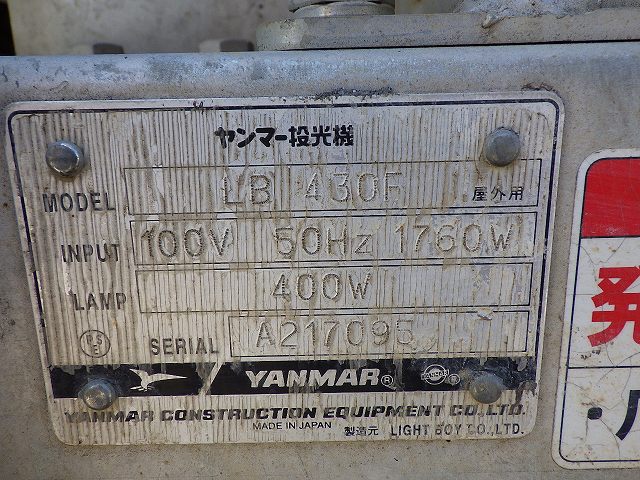 ヤンマー投光機
MODEL LB 430F 屋外用
INPUT 100V 50Hz 1760W
LAMP 400W
SERIAL A217095
YANMAR®
YANMAR CONSTRUCTION EQUIPMENT CO.,LTD.
MADE IN JAPAN 製造元 LIGHT BOY CO.,LTD.
発